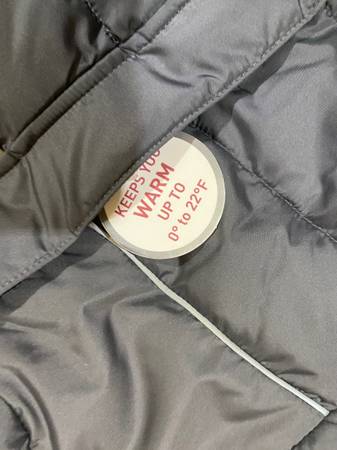 KEEPS YOU
WARM
UP TO
0° to 22°F